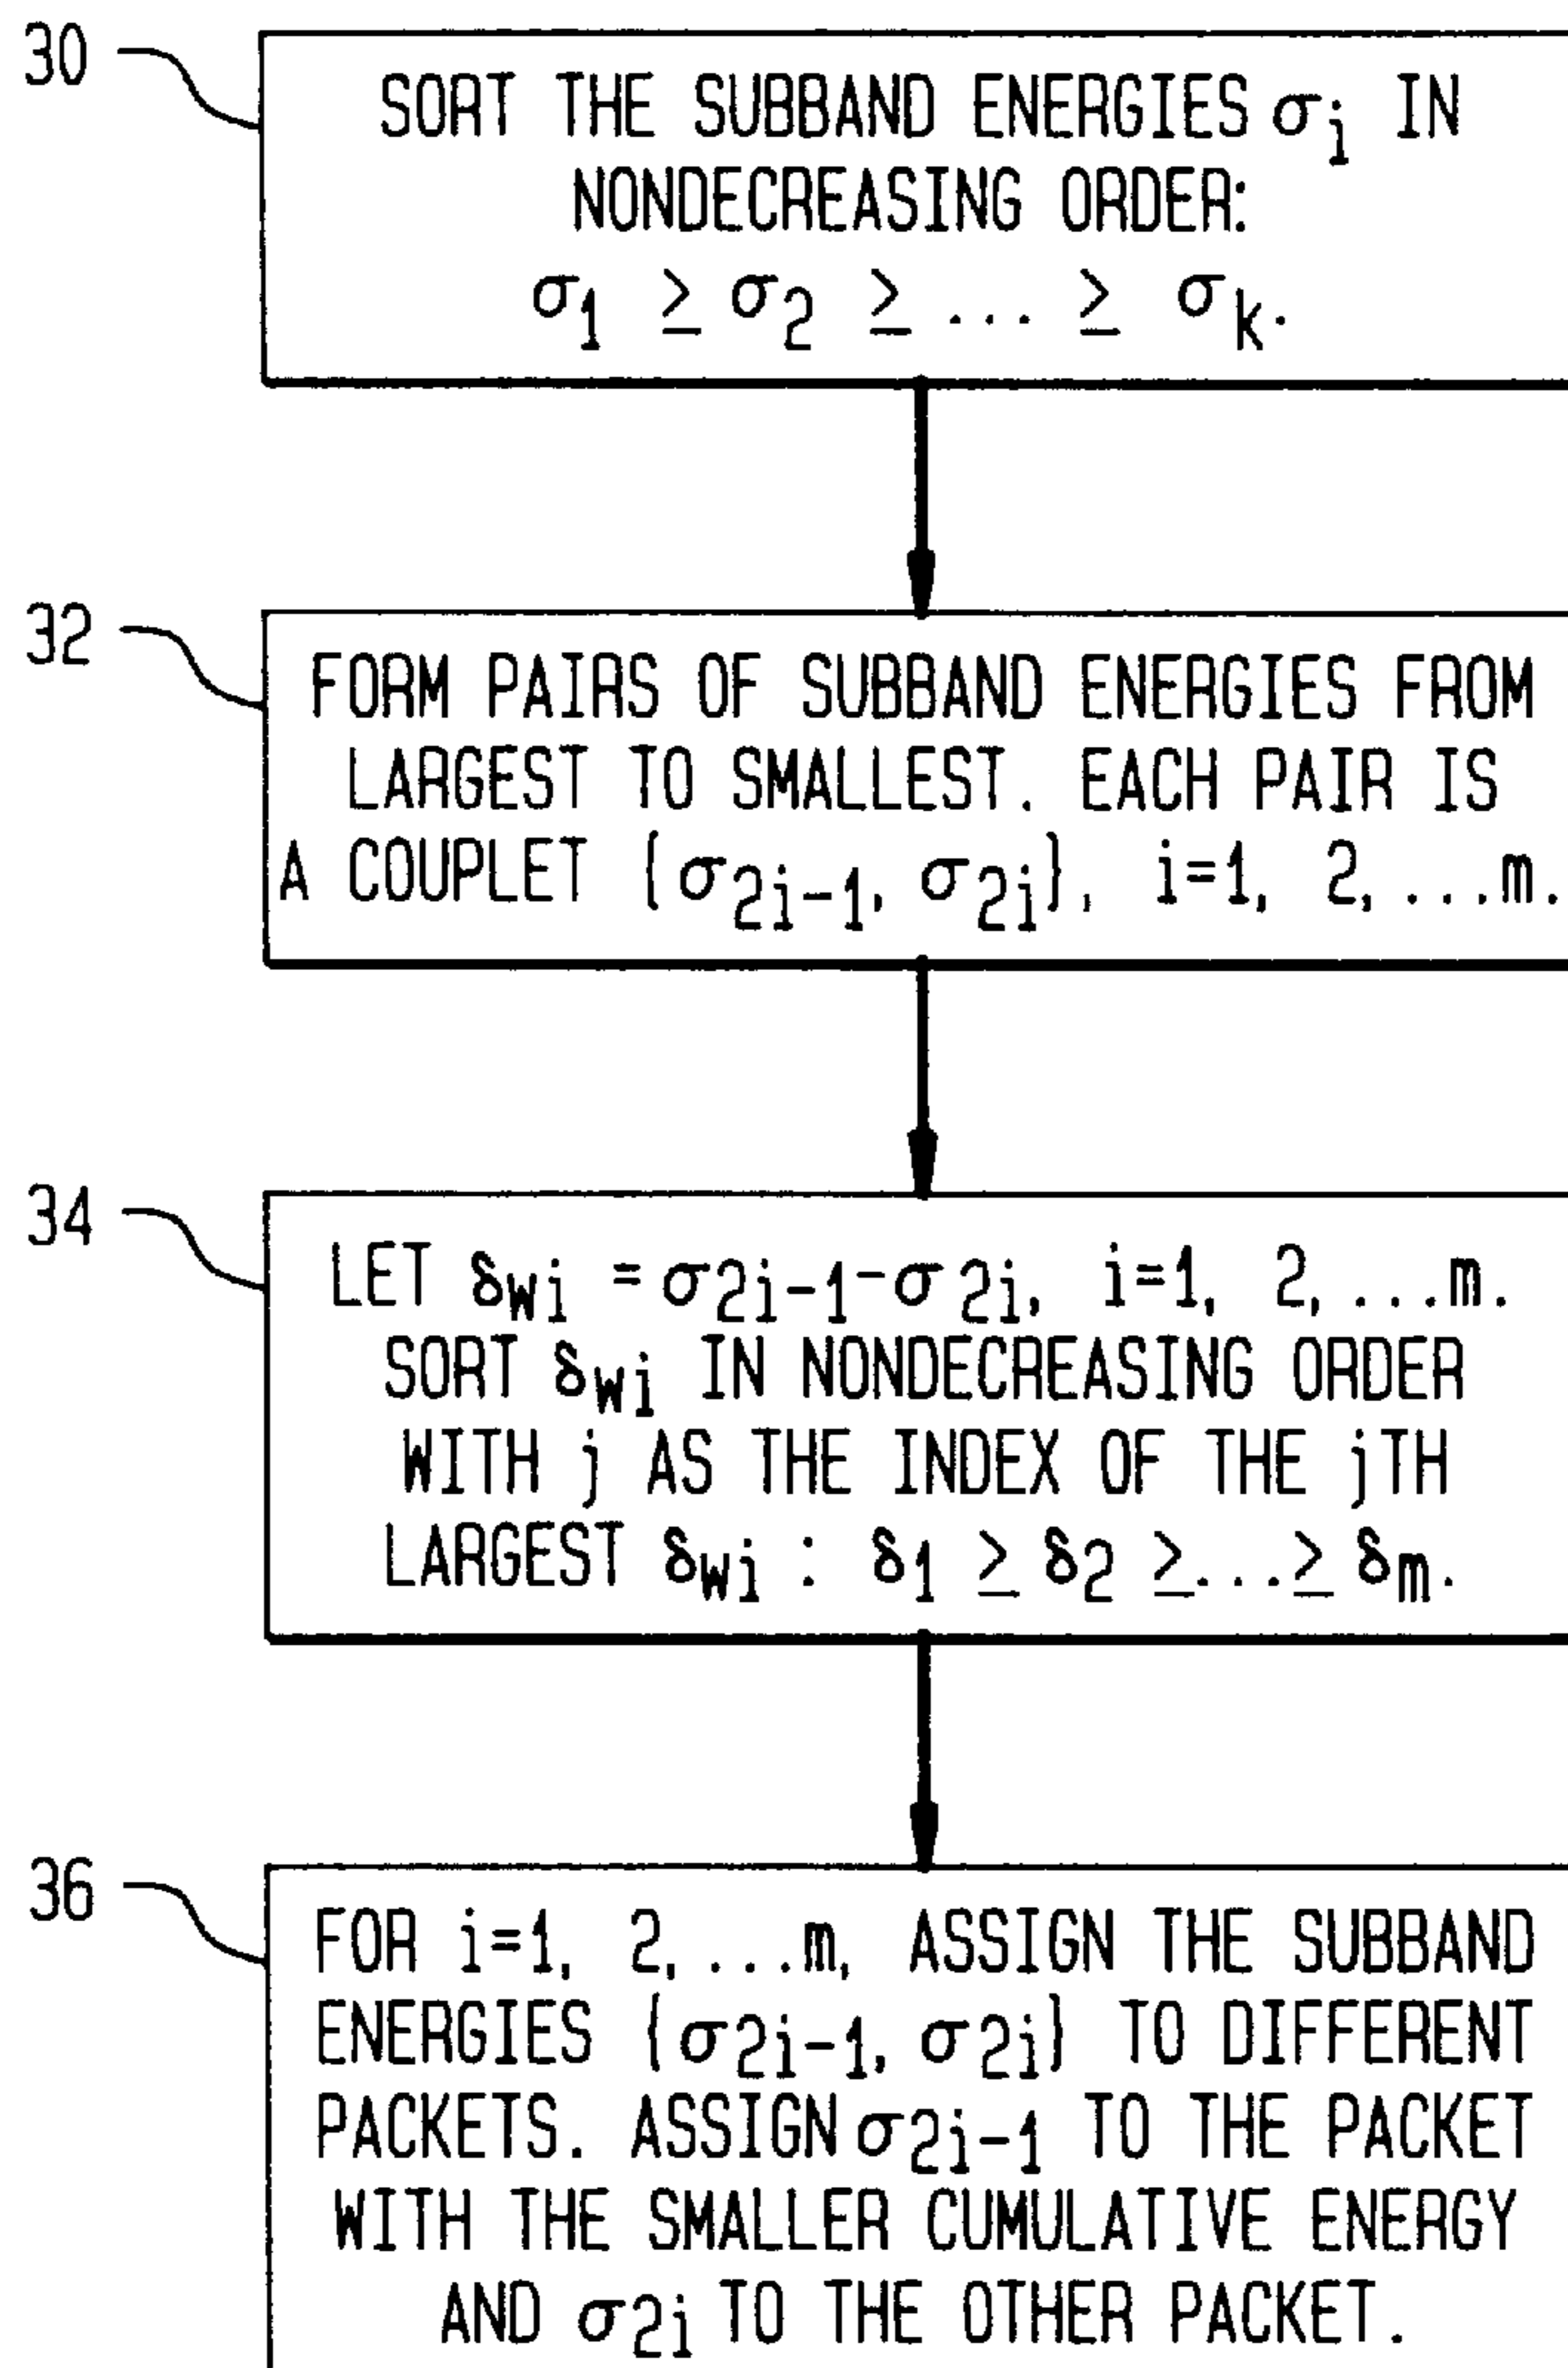 30
SORT THE SUBBAND ENERGIES σi IN
NONDECREASING ORDER:
σ1 ≥ σ2 ≥ ... ≥ σk.
32
FORM PAIRS OF SUBBAND ENERGIES FROM
LARGEST TO SMALLEST. EACH PAIR IS
A COUPLET {σ2i-1, σ2i}, i=1, 2, ...m.
34
LET δwi = σ2i-1-σ2i, i=1, 2, ...m.
SORT δwi IN NONDECREASING ORDER
WITH j AS THE INDEX OF THE jTH
LARGEST δwi : δ1 ≥ δ2 ≥...≥ δm.
36
FOR i=1, 2, ...m, ASSIGN THE SUBBAND
ENERGIES {σ2i-1, σ2i} TO DIFFERENT
PACKETS. ASSIGN σ2i-1 TO THE PACKET
WITH THE SMALLER CUMULATIVE ENERGY
AND σ2i TO THE OTHER PACKET.